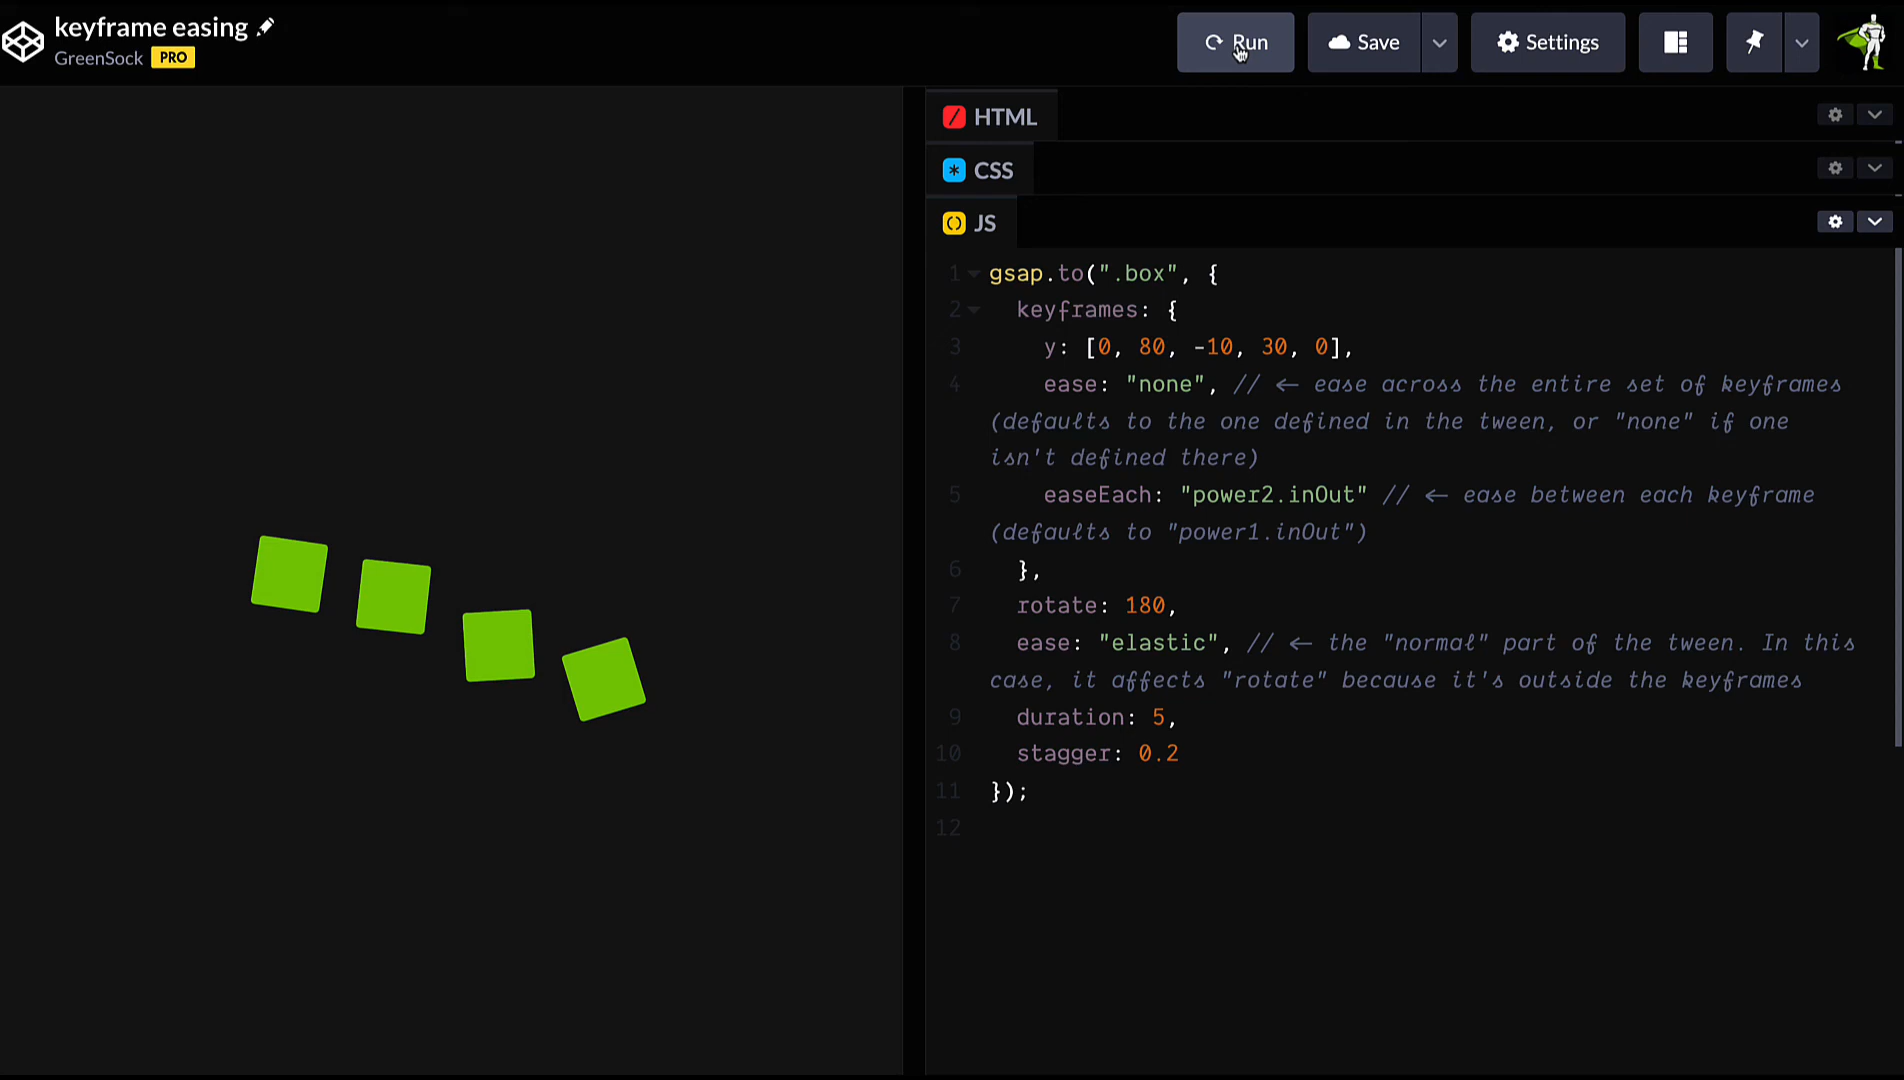 keyframe easing
GreenSock PRO
Run
Save
Settings
HTML
CSS
JS
1 gsap.to(".box", {
2 keyframes: {
3 y: [0, 80, -10, 30, 0],
4 ease: "none", // <- ease across the entire set of keyframes
(defaults to the one defined in the tween, or "none" if one
isn't defined there)
5 easeEach: "power2.inOut" // <- ease between each keyframe
(defaults to "power1.inOut")
6 },
7 rotate: 180,
8 ease: "elastic", // <- the "normal" part of the tween. In this
case, it affects "rotate" because it's outside the keyframes
9 duration: 5,
10 stagger: 0.2
11 });
12